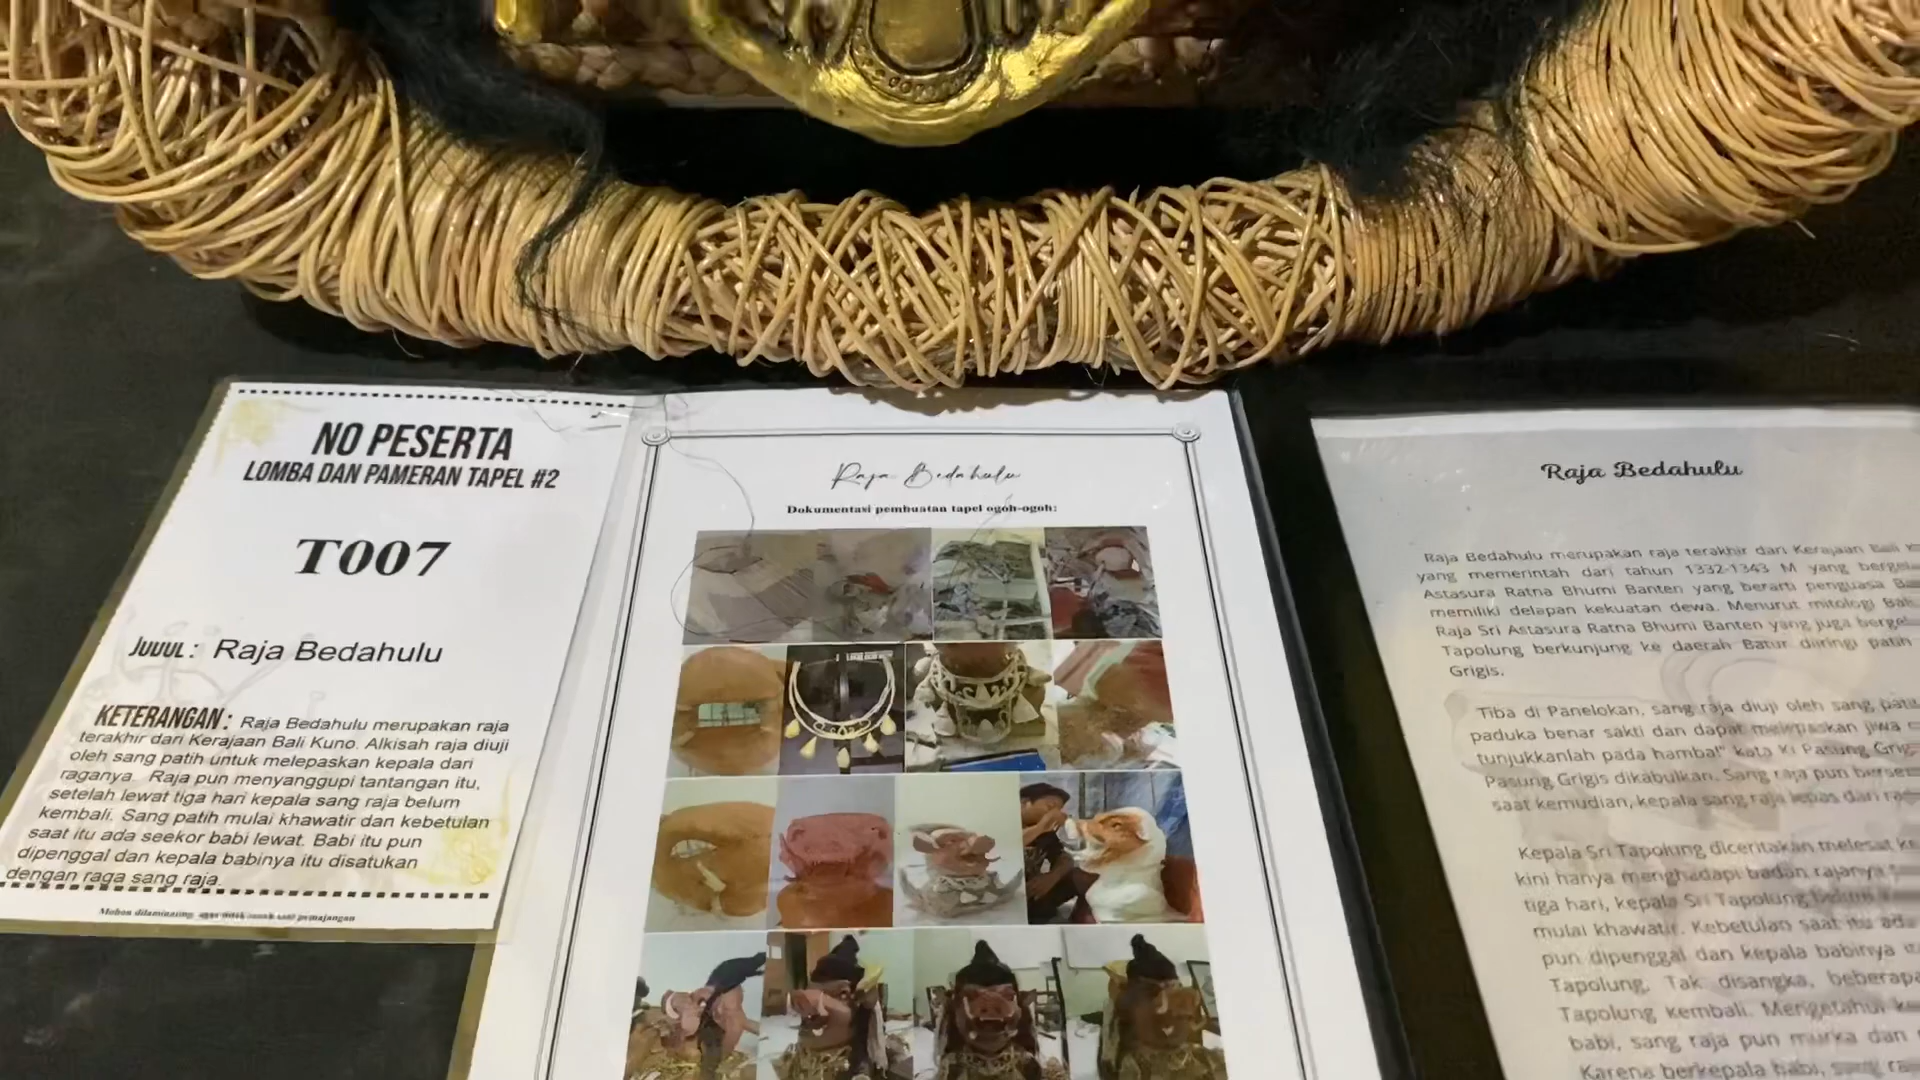 NO PESERTA
LOMBA DAN PAMERAN TAPEL #2
T007
JUDUL: Raja Bedahulu
KETERANGAN: Raja Bedahulu merupakan raja
terakhir dari Kerajaan Bali Kuno. Alkisah raja diuji
oleh sang patih untuk melepaskan kepala dari
raganya. Raja pun menyanggupi tantangan itu,
setelah lewat tiga hari kepala sang raja belum
kembali. Sang patih mulai khawatir dan kebetulan
saat itu ada seekor babi lewat. Babi itu pun
dipenggal dan kepala babinya itu disatukan
dengan raga sang raja.
Mohon dilaminating, agar tidak
Raja Bedahulu
Dokumentasi pembuatan tapel ogoh-ogoh:
Raja Bedahulu
Raja Bedahulu merupakan raja terakhir dari Kerajaan Bali
yang memerintah dari tahun 1332-1343 M yang
Astasura Ratna Bhumi Banten yang berarti penguasa
memiliki delapan kekuatan dewa. Menurut mitologi
Raja Sri Astasura Ratna Bhumi Banten yang juga
Tapolung berkunjung ke daerah Batur diiringi patih
Grigis.
Tiba di Panelokan, sang raja diuji oleh sang
paduka benar sakti dan dapat melepaskan jiwa
tunjukkanlah pada hamba!" kata Ki Pasung
Pasung Grigis dikabulkan. Sang raja pun
saat kemudian, kepala sang raja lepas dari
Kepala Sri Tapolung diceritakan melesat
kini hanya menghadapi badan rajanya
tiga hari, kepala Sri Tapolung belum
mulai khawatir. Kebetulan saat itu
pun dipenggal dan kepala babinya
Tapolung. Tak disangka,
Tapolung kembali. Mengetahui
babi, sang raja pun murka dan
Karena berkepala babi, sang